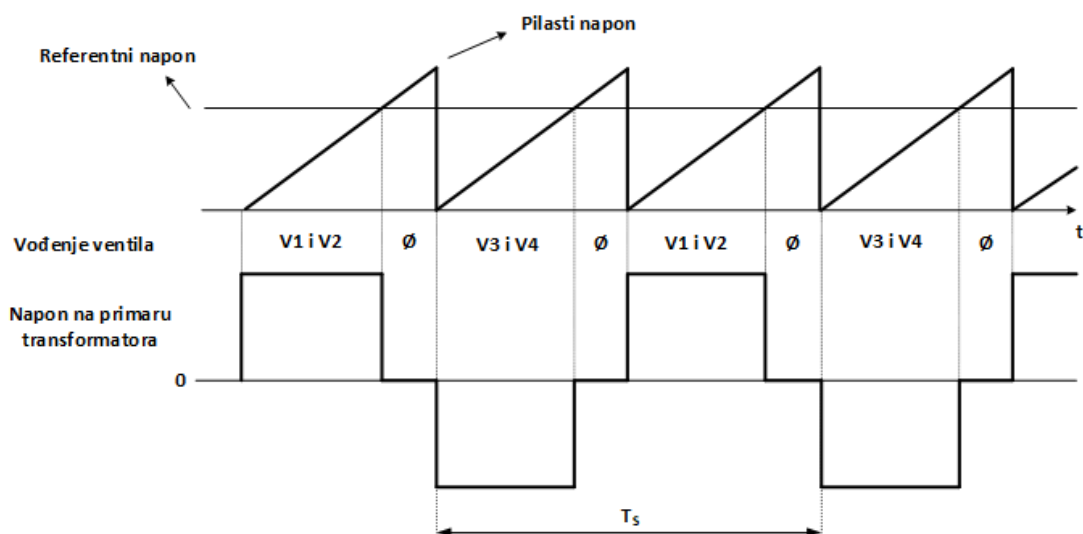 Pilasti napon
Referentni napon
t
Vođenje ventila
V1 i V2
Ø
V3 i V4
Ø
V1 i V2
Ø
V3 i V4
Ø
Napon na primaru
transformatora
0
Ts